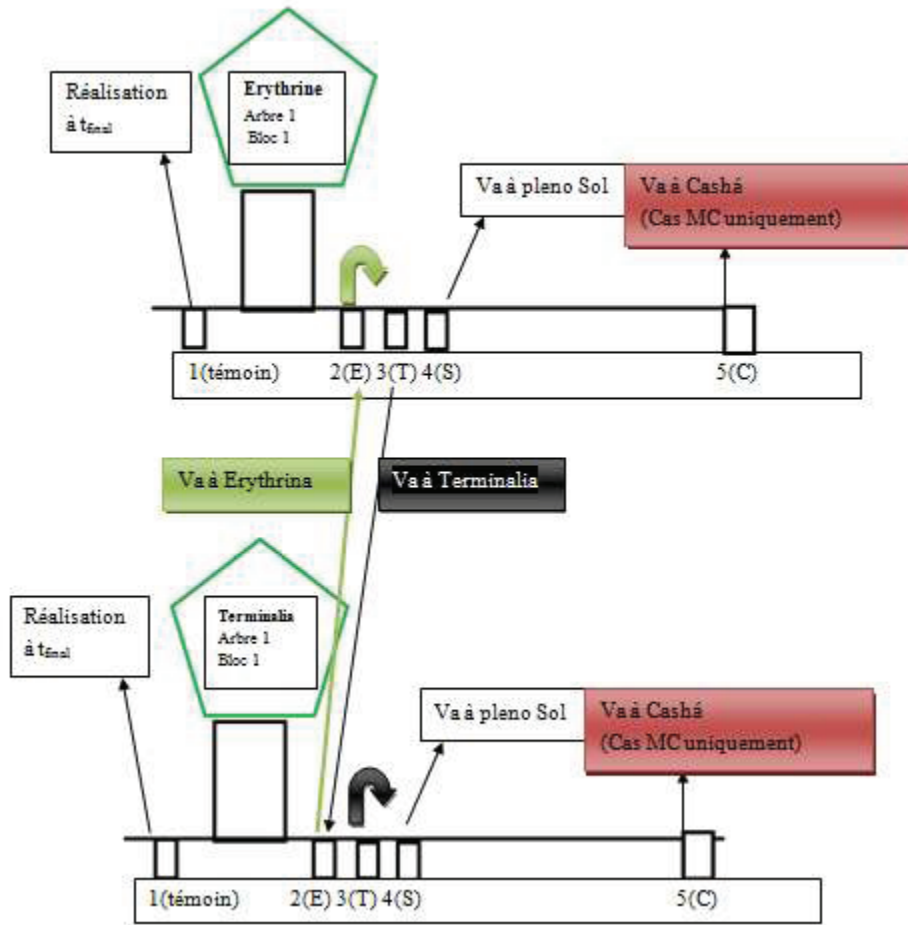 Réalisation
à tfinal
Erythrine
Arbre 1
Bloc 1
Va à pleno Sol
Va à Cashá
(Cas MC uniquement)
1(témoin) 2(E) 3(T) 4(S) 5(C)
Va à Erythrina
Va à Terminalia
Réalisation
à tfinal
Terminalia
Arbre 1
Bloc 1
Va à pleno Sol
Va à Cashá
(Cas MC uniquement)
1(témoin) 2(E) 3(T) 4(S) 5(C)